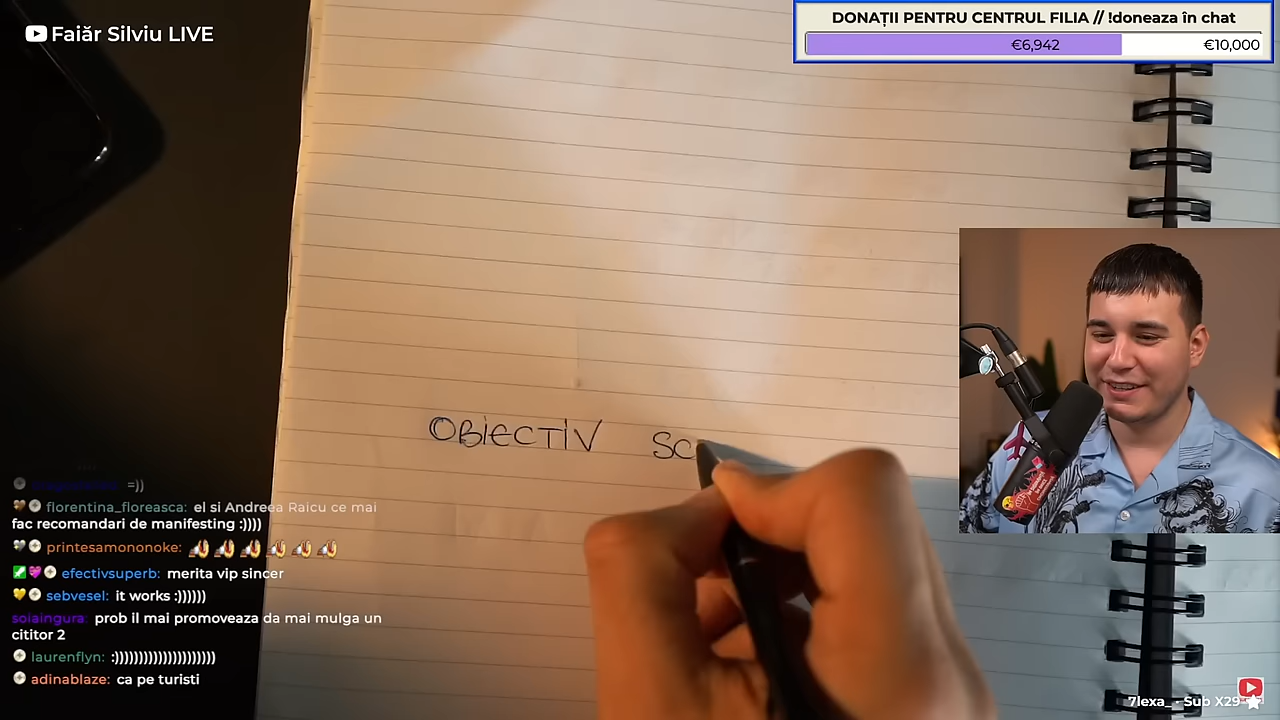 Faiăr Silviu LIVE
DONAȚII PENTRU CENTRUL FILIA // !doneaza în chat
€6,942
€10,000
OBIECTIV SC
=))
florentina_floreasca: el si Andreea Raicu ce mai
fac recomandari de manifesting :))))
printesamononoke:
efectivsuperb: merita vip sincer
sebvesel: it works :))))))
soiaingura: prob il mai promoveaza da mai mulga un
cititor 2
laurenflyn: :)))))))))))))))))))))
adinablaze: ca pe turisti
7lexa_ - Sub X29